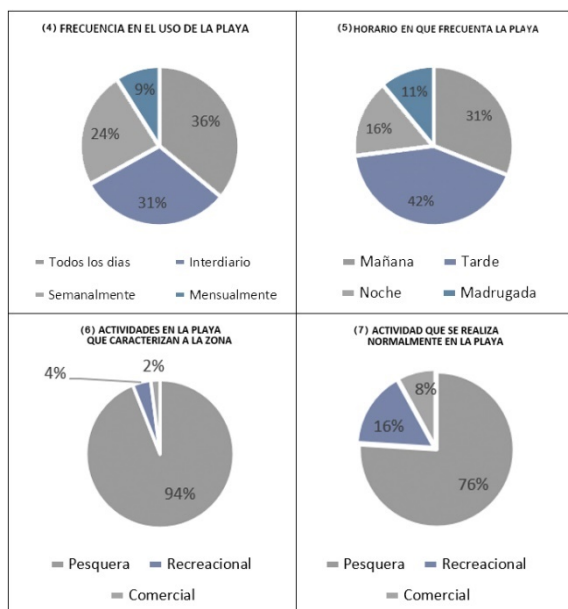 (4) FRECUENCIA EN EL USO DE LA PLAYA
9%
36%
24%
31%
Todos los dias Interdiario
Semanalmente Mensualmente
(5) HORARIO EN QUE FRECUENTA LA PLAYA
11%
31%
16%
42%
Mañana Tarde
Noche Madrugada
(6) ACTIVIDADES EN LA PLAYA
QUE CARACTERIZAN A LA ZONA
4% 2%
94%
Pesquera Recreacional
Comercial
(7) ACTIVIDAD QUE SE REALIZA
NORMALMENTE EN LA PLAYA
8%
16%
76%
Pesquera Recreacional
Comercial